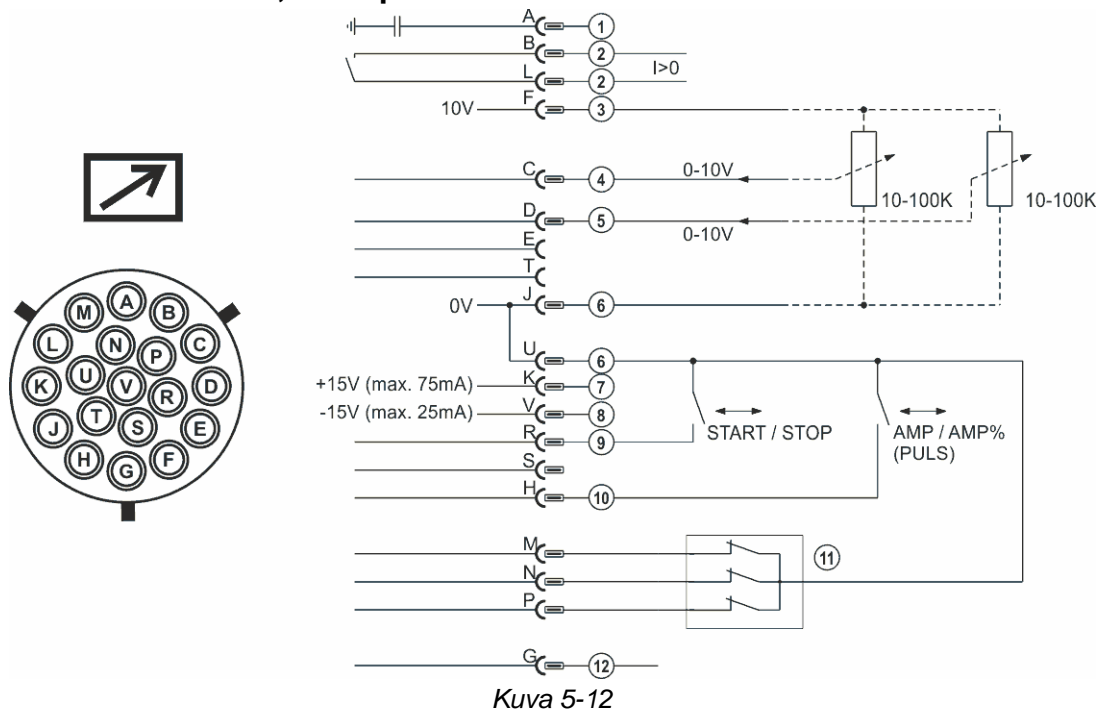 A 1
B 2
I>0
L 2
10V F 3
C 4 0-10V
10-100K 10-100K
D 5
0-10V
E
T
0V J 6
U 6
+15V (max. 75mA) K 7
-15V (max. 25mA) V 8
START / STOP AMP / AMP%
(PULS)
R 9
S
H 10
M
11
N
P
G 12
A
M B
L N P C
K U V R D
J T S E
H G F
Kuva 5-12